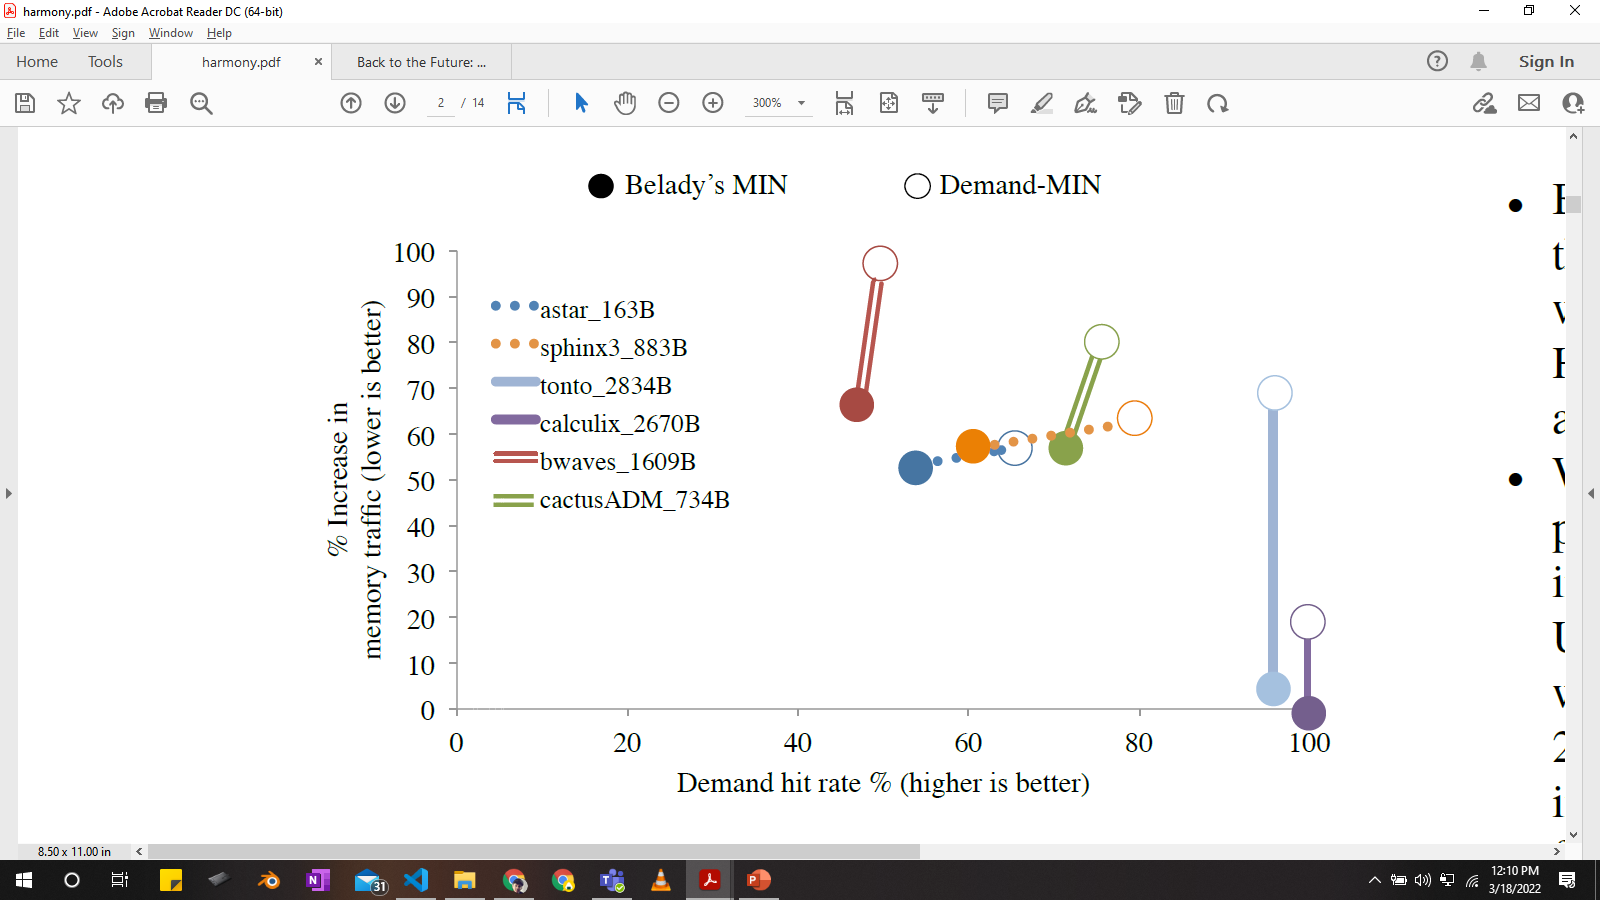 harmony.pdf - Adobe Acrobat Reader DC (64-bit)
File Edit View Sign Window Help
Home Tools harmony.pdf × Back to the Future: ... Sign In
2 / 14 300%
Belady’s MIN Demand-MIN
100
90
80
70
60
50
40
30
20
10
0
% Increase in
memory traffic (lower is better)
astar_163B
sphinx3_883B
tonto_2834B
calculix_2670B
bwaves_1609B
cactusADM_734B
0 20 40 60 80 100
Demand hit rate % (higher is better)
8.50 x 11.00 in
31
12:10 PM
3/18/2022